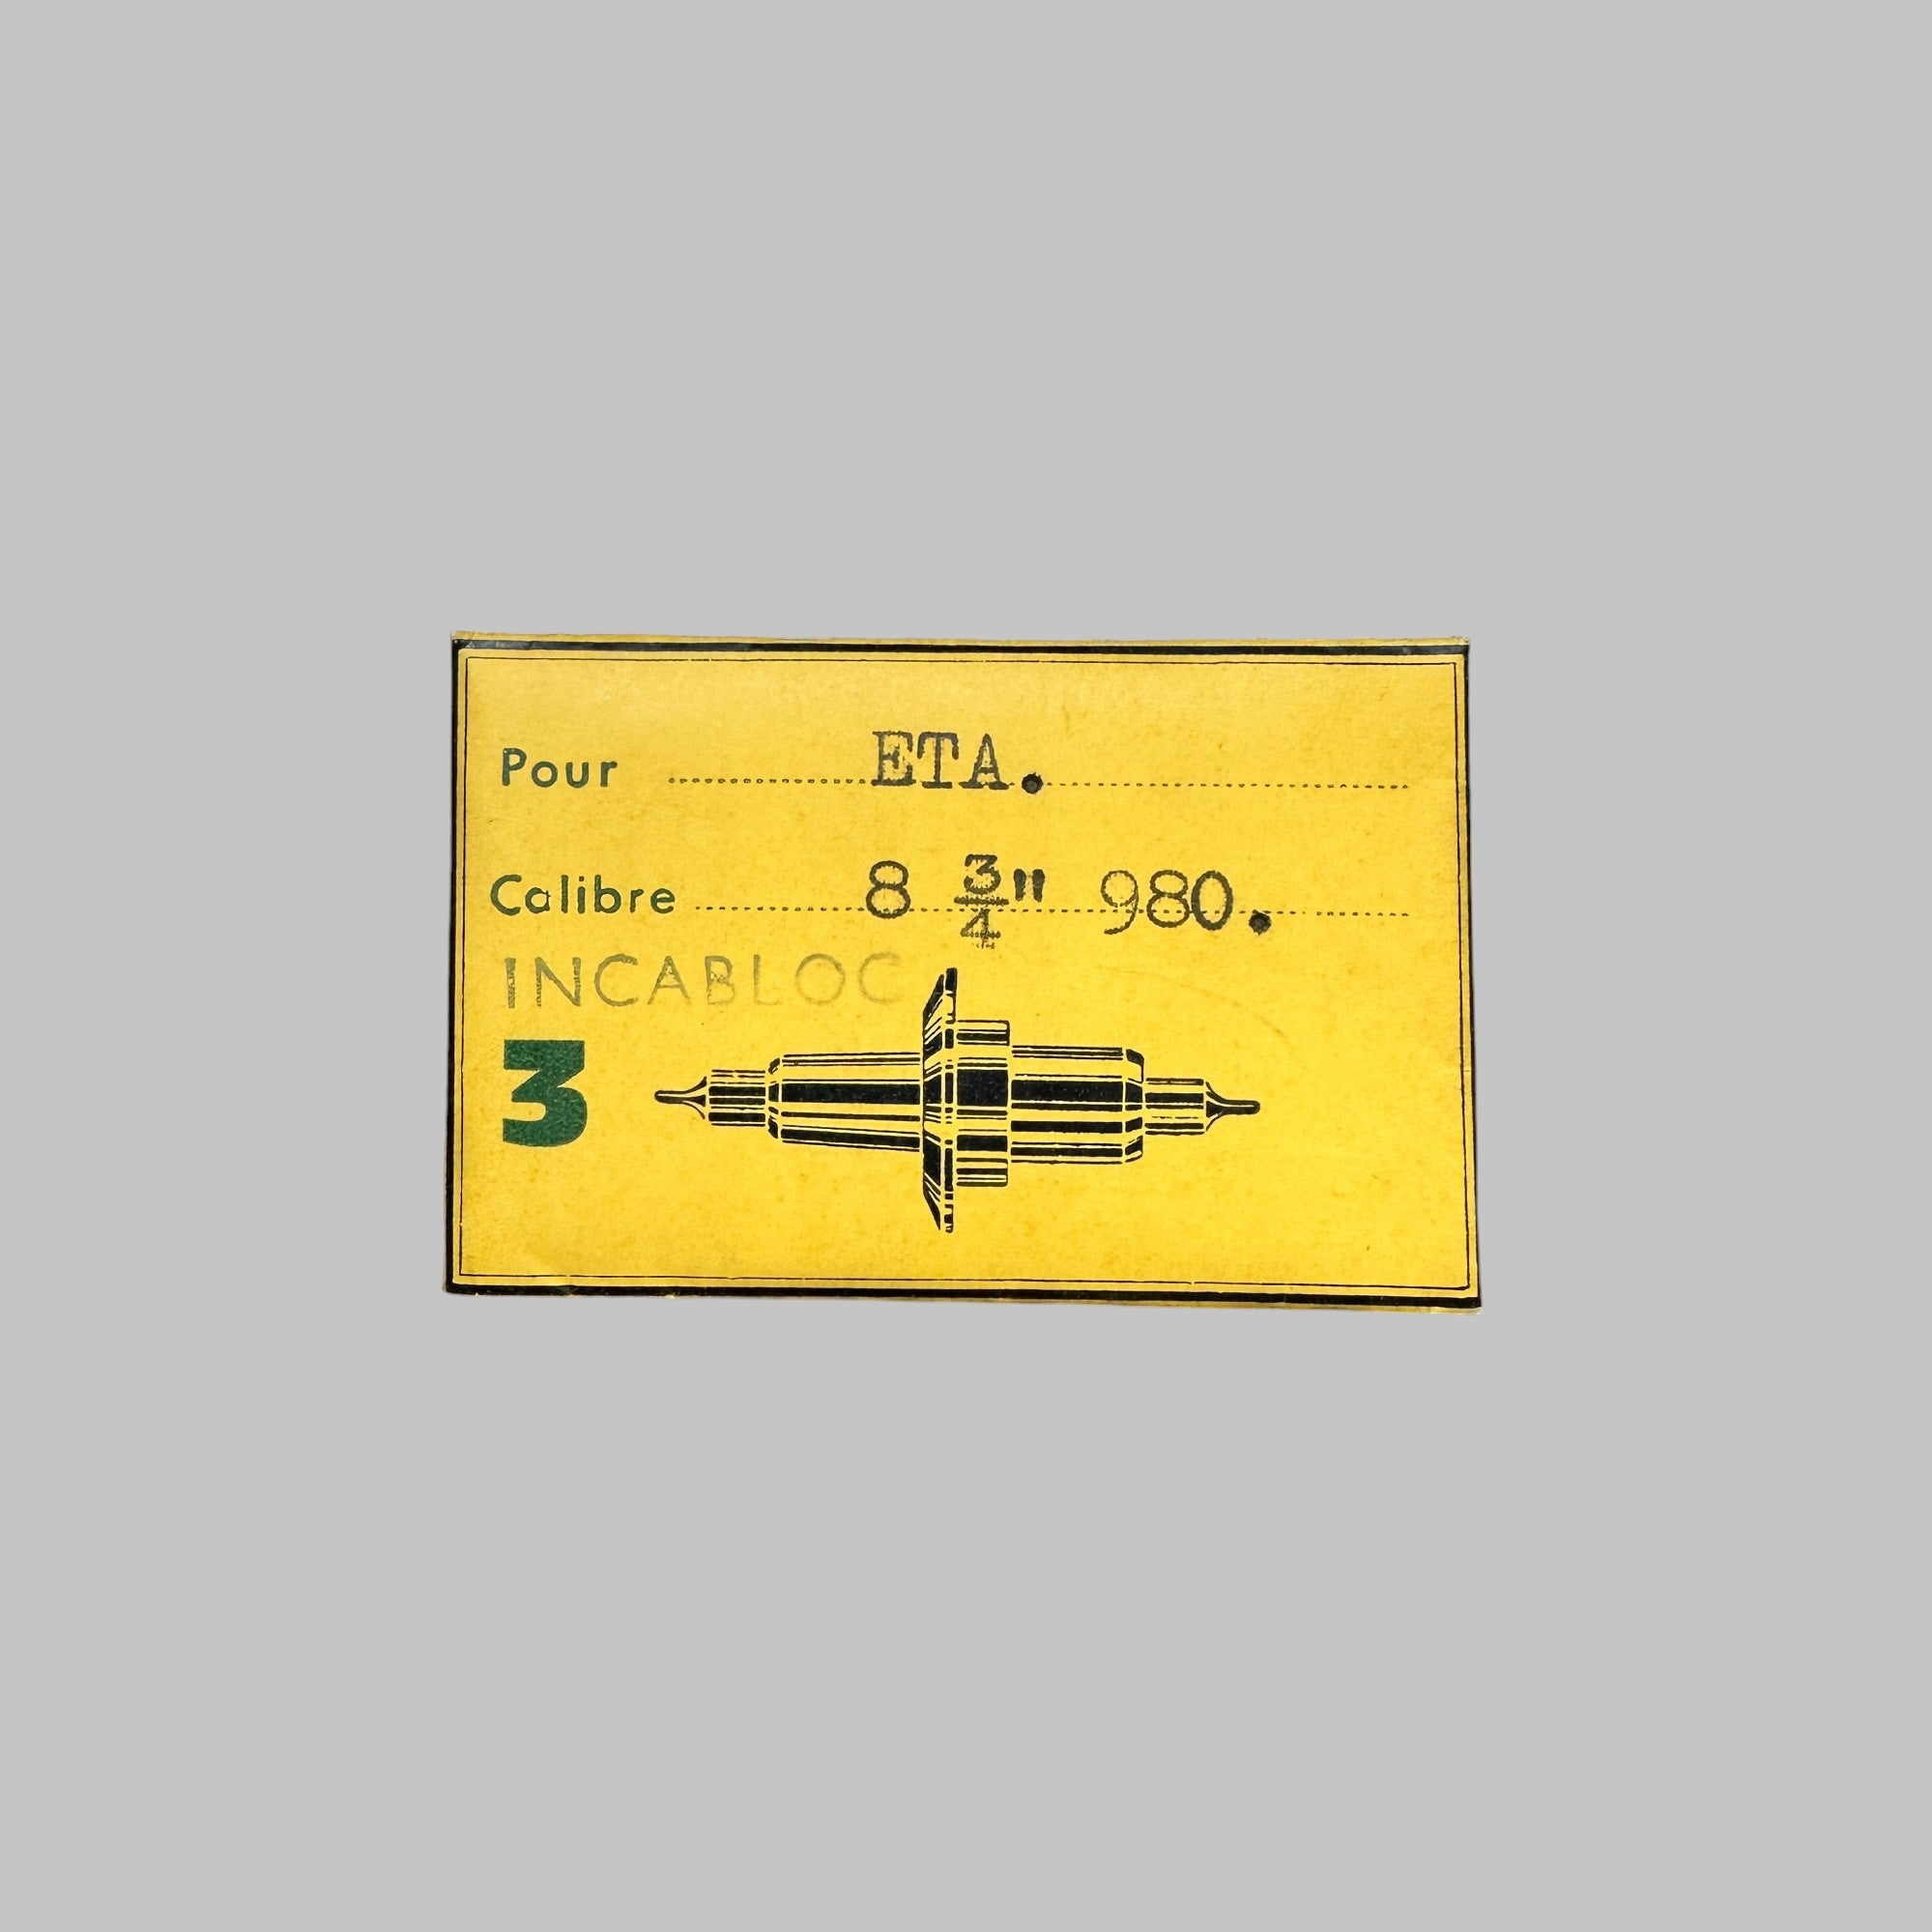 Pour ETA.
Calibre 8 3/4" 980.
INCABLOC
3